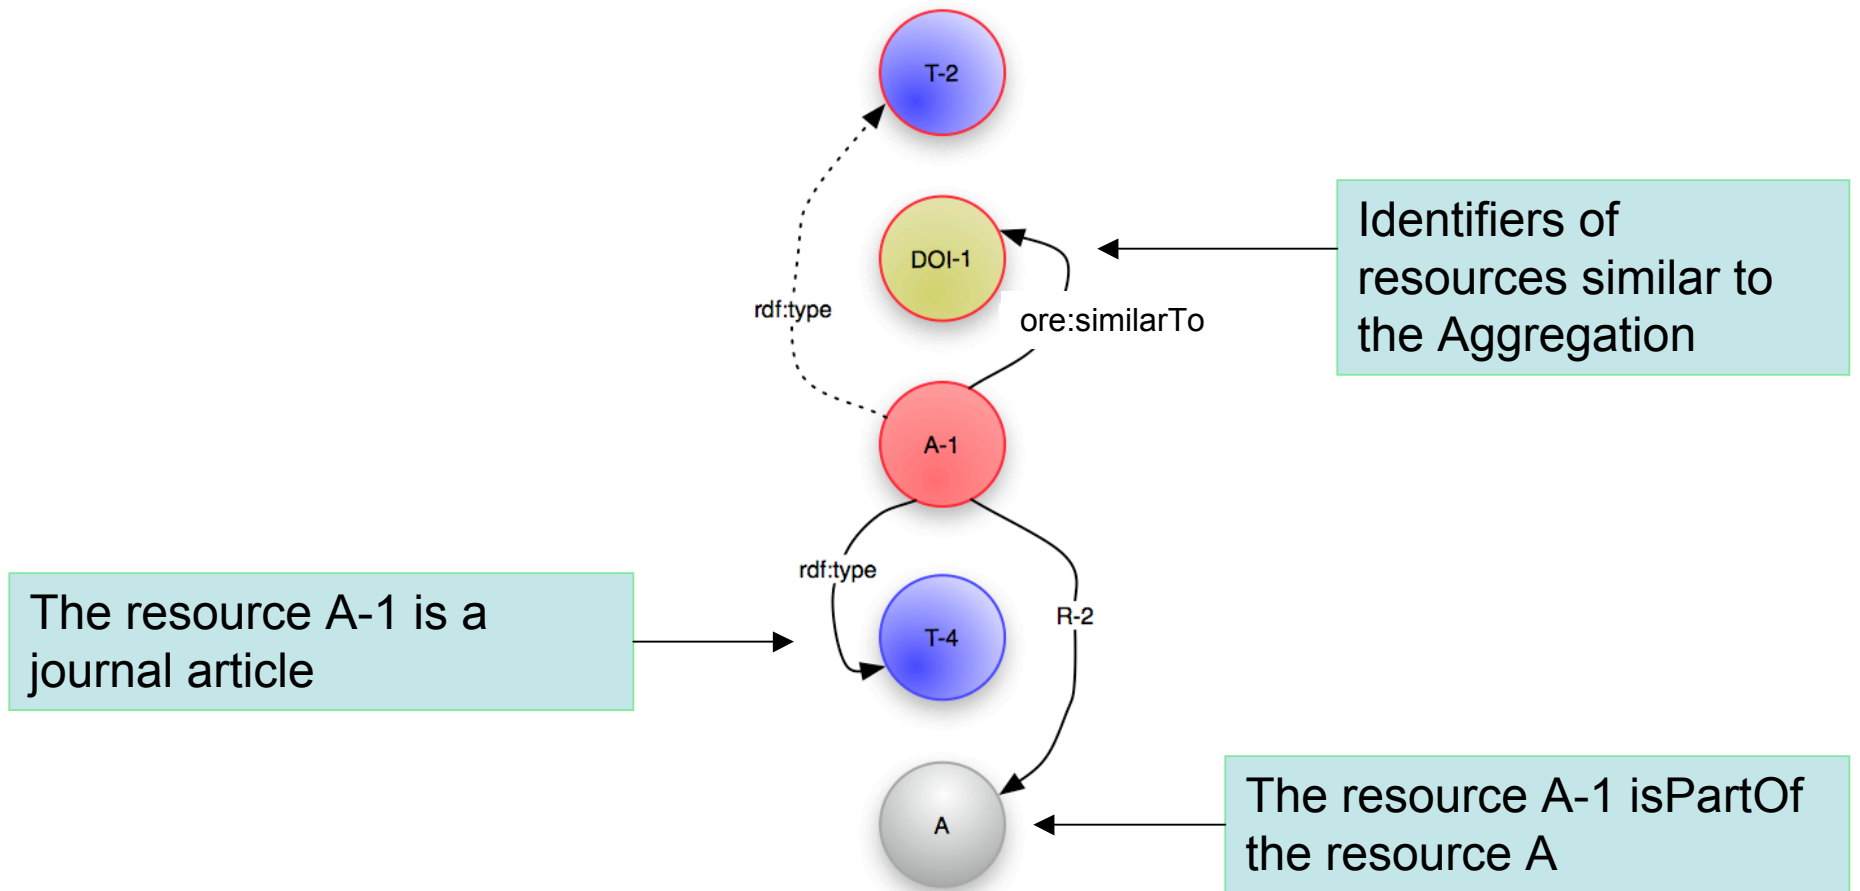 T-2
Identifiers of
resources similar to
the Aggregation
DOI-1
rdf:type
ore:similarTo
A-1
rdf:type
The resource A-1 is a
journal article
T-4
R-2
The resource A-1 isPartOf
the resource A
A